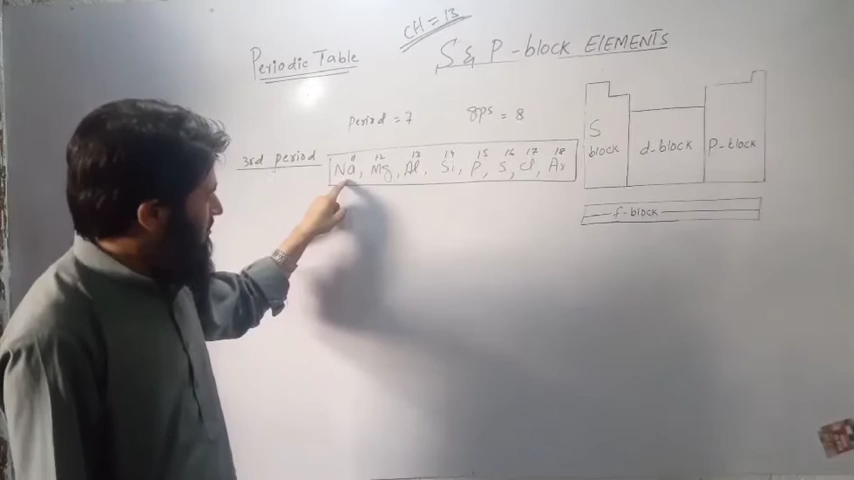 CH = 13
Periodic Table
S & P-block ELEMENTS
Period = 7
gps = 8
3rd period
11 12 13 14 15 16 17 18
Na, Mg, Al, Si, P, S, Cl, Ar
S block
d-block
P-block
f-block